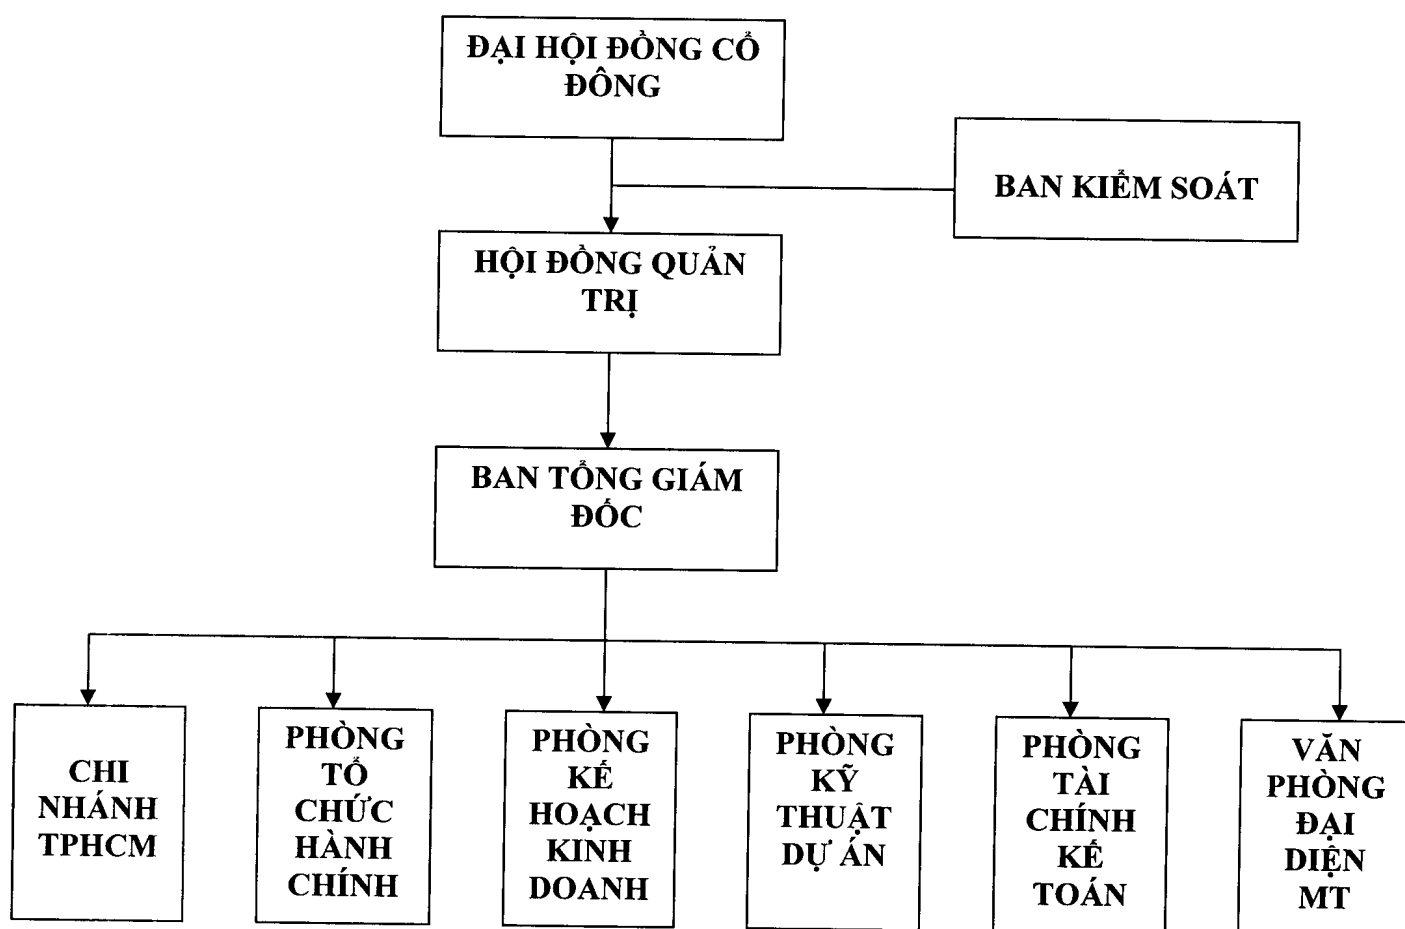 ĐẠI HỘI ĐỒNG CỔ
ĐÔNG
BAN KIỂM SOÁT
HỘI ĐỒNG QUẢN
TRỊ
BAN TỔNG GIÁM
ĐỐC
CHI
NHÁNH
TPHCM
PHÒNG
TỔ
CHỨC
HÀNH
CHÍNH
PHÒNG
KẾ
HOẠCH
KINH
DOANH
PHÒNG
KỸ
THUẬT
DỰ ÁN
PHÒNG
TÀI
CHÍNH
KẾ
TOÁN
VĂN
PHÒNG
ĐẠI
DIỆN
MT